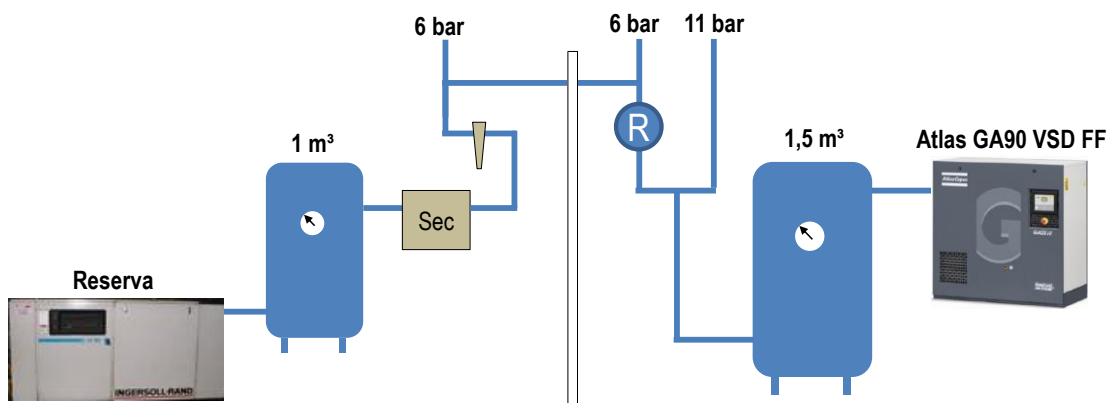 6 bar
6 bar
11 bar
1 m³
R
1,5 m³
Atlas GA90 VSD FF
Sec
G
Reserva
INGERSOLL-RAND